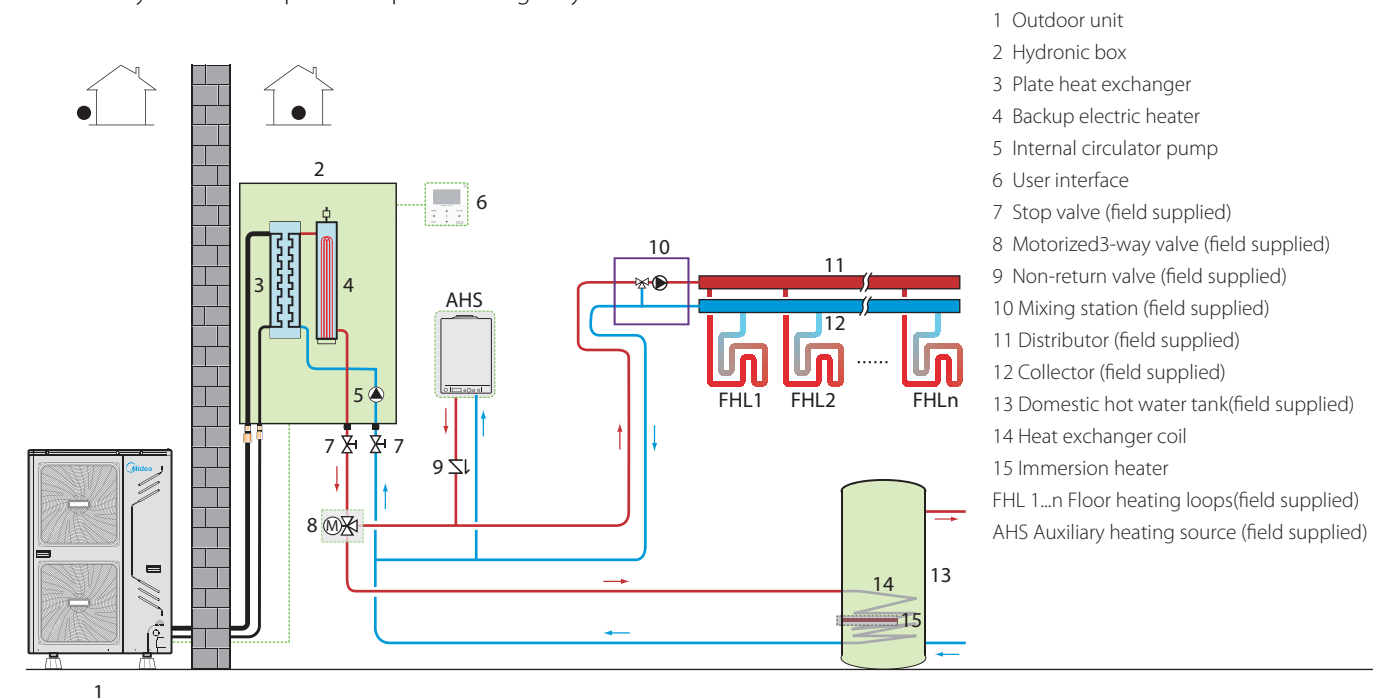 1 Outdoor unit
2 Hydronic box
3 Plate heat exchanger
4 Backup electric heater
5 Internal circulator pump
6 User interface
7 Stop valve (field supplied)
8 Motorized3-way valve (field supplied)
9 Non-return valve (field supplied)
10 Mixing station (field supplied)
11 Distributor (field supplied)
12 Collector (field supplied)
13 Domestic hot water tank(field supplied)
14 Heat exchanger coil
15 Immersion heater
FHL 1...n Floor heating loops(field supplied)
AHS Auxiliary heating source (field supplied)
2
6
10
11
3
4
AHS
12
......
5
FHL1
FHL2
FHLn
7
7
9
Midea
8
M
14
13
15
1